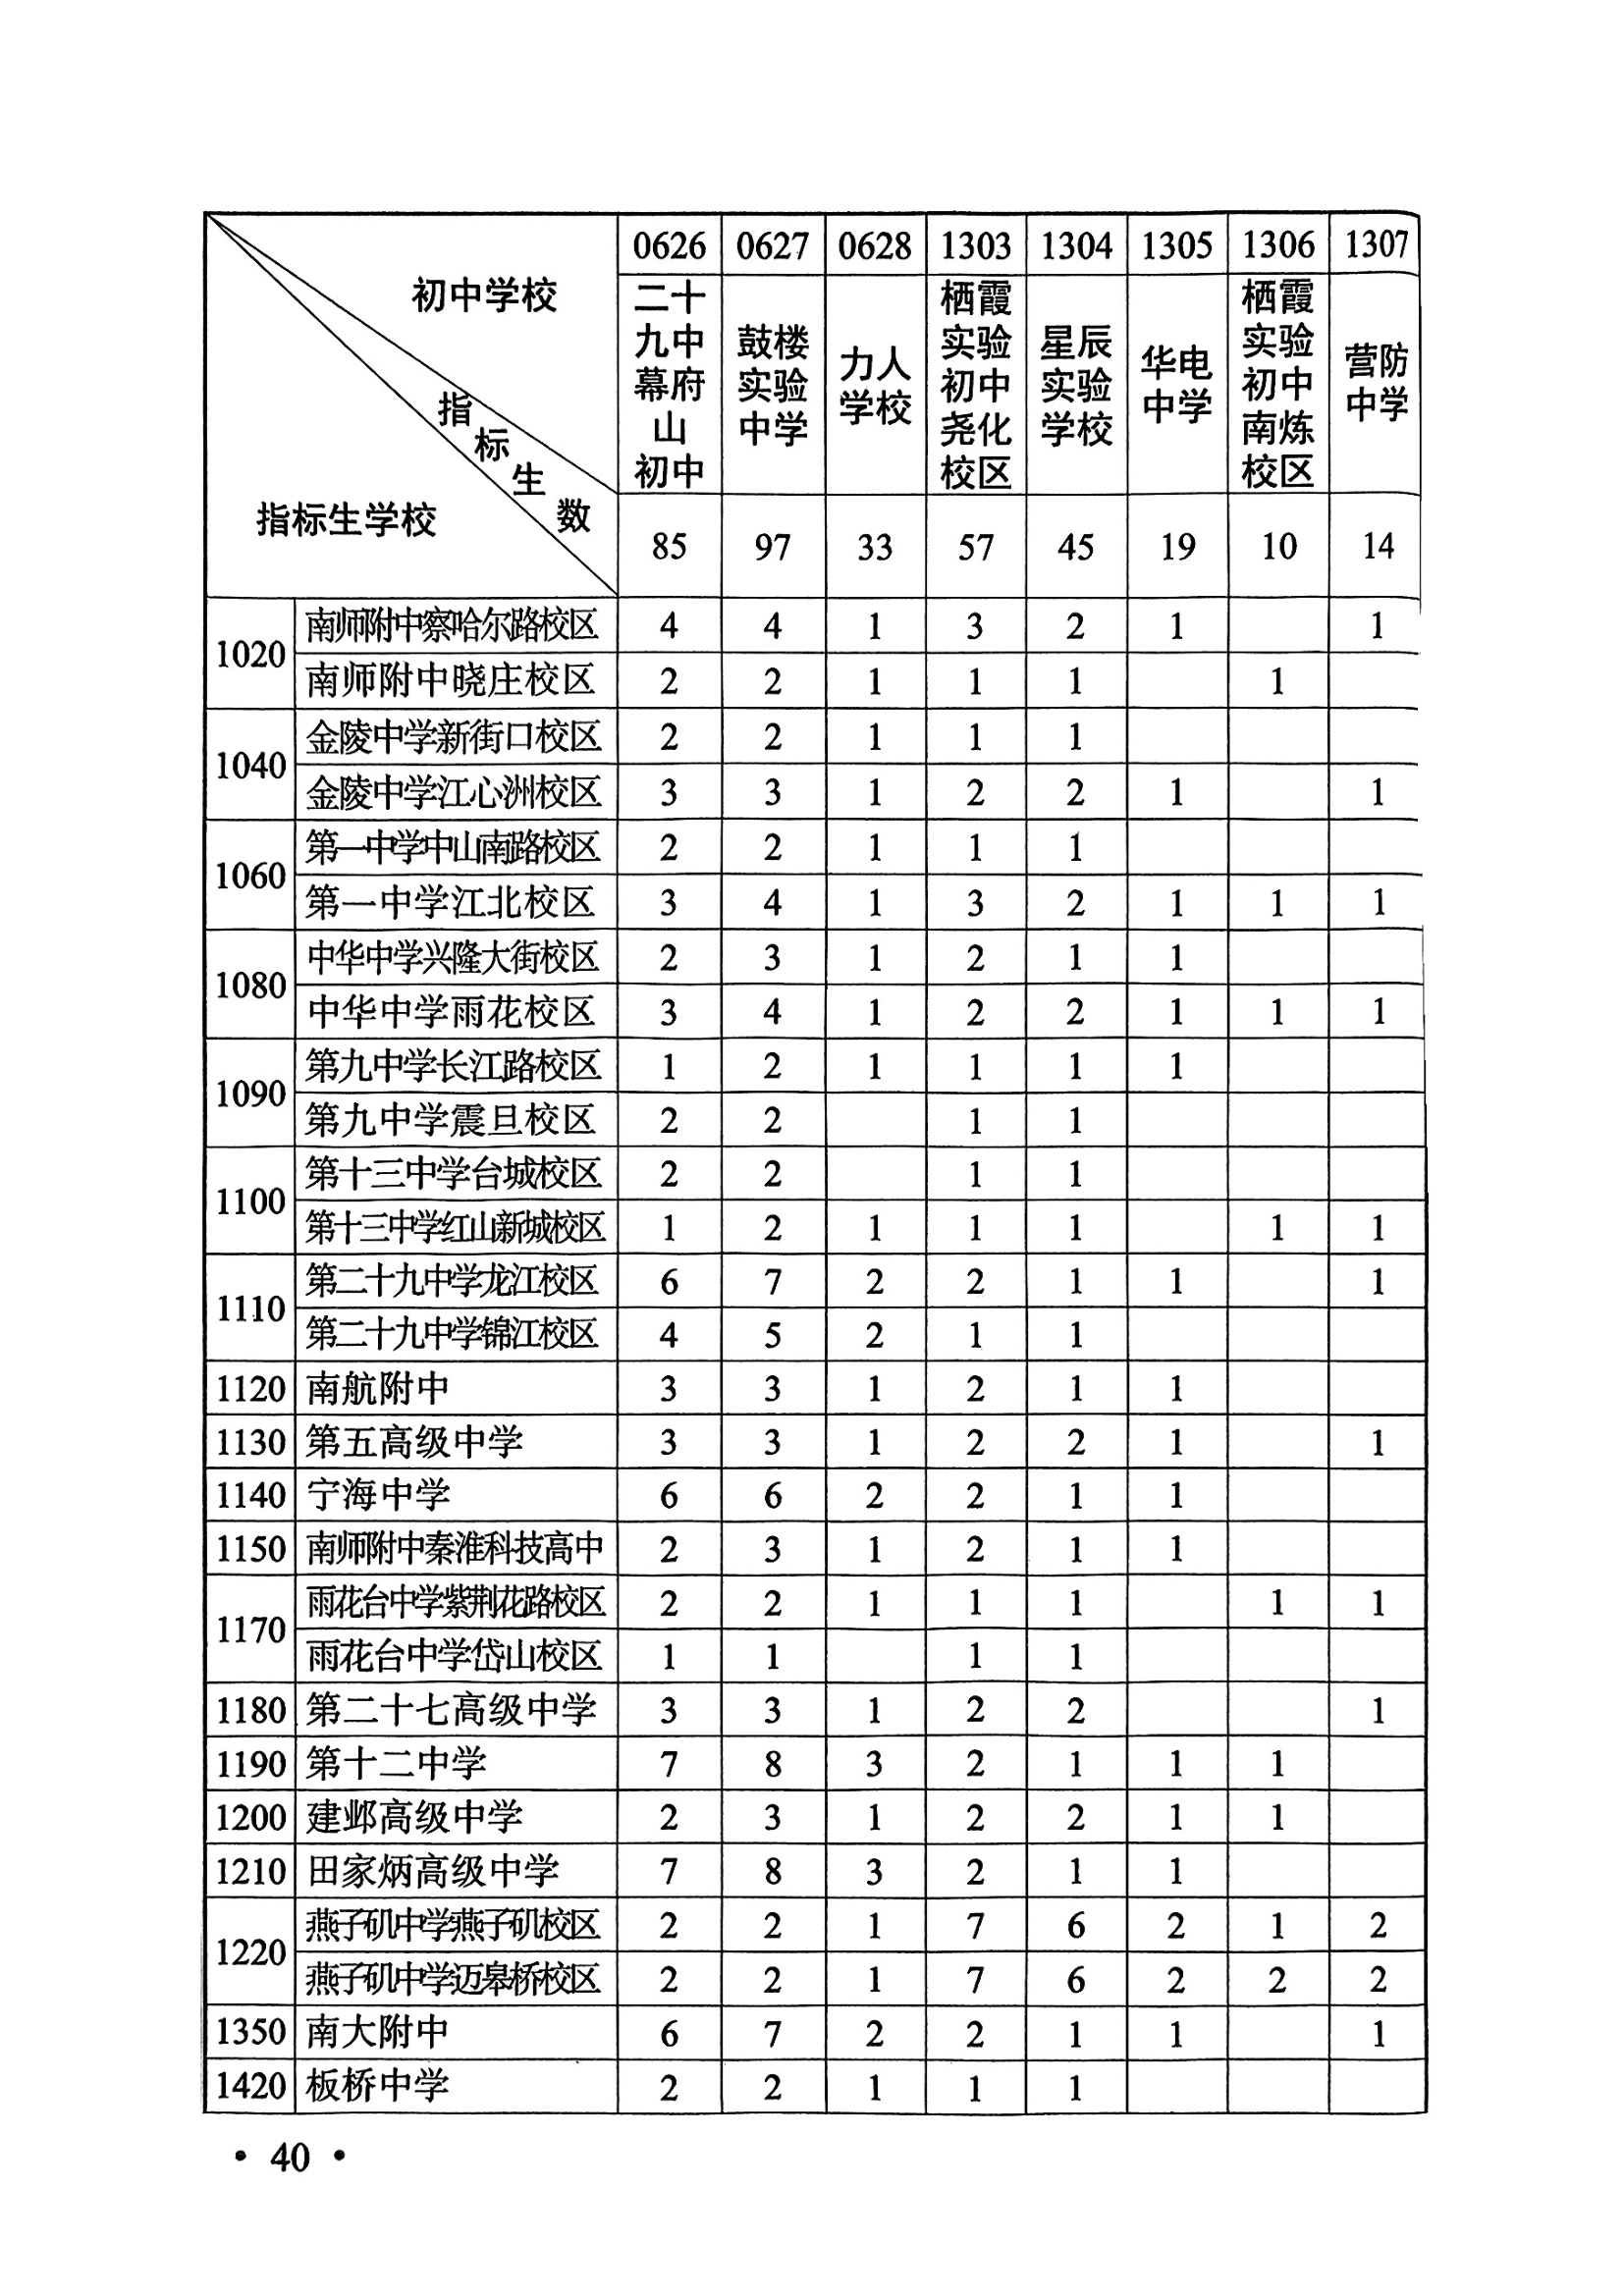 0626 0627 0628 1303 1304 1305 1306 1307
初中学校
二十九中幕府山初中 鼓楼实验中学 力人学校 栖霞实验初中尧化校区 星辰实验学校 华电中学 栖霞实验初中南炼校区 营防中学
指标生数
指标生学校
85 97 33 57 45 19 10 14
1020 南师附中察哈尔路校区 4 4 1 3 2 1 1
南师附中晓庄校区 2 2 1 1 1 1
1040 金陵中学新街口校区 2 2 1 1 1
金陵中学江心洲校区 3 3 1 2 2 1 1
1060 第一中学中山南路校区 2 2 1 1 1
第一中学江北校区 3 4 1 3 2 1 1 1
1080 中华中学兴隆大街校区 2 3 1 2 1 1
中华中学雨花校区 3 4 1 2 2 1 1 1
1090 第九中学长江路校区 1 2 1 1 1 1
第九中学震旦校区 2 2 1 1
1100 第十三中学台城校区 2 2 1 1
第十三中学红山新城校区 1 2 1 1 1 1 1
1110 第二十九中学龙江校区 6 7 2 2 1 1 1
第二十九中学锦江校区 4 5 2 1 1
1120 南航附中 3 3 1 2 1 1
1130 第五高级中学 3 3 1 2 2 1 1
1140 宁海中学 6 6 2 2 1 1
1150 南师附中秦淮科技高中 2 3 1 2 1 1
1170 雨花台中学紫荆花路校区 2 2 1 1 1 1 1
雨花台中学岱山校区 1 1 1 1
1180 第二十七高级中学 3 3 1 2 2 1
1190 第十二中学 7 8 3 2 1 1 1
1200 建邺高级中学 2 3 1 2 2 1 1
1210 田家炳高级中学 7 8 3 2 1 1
1220 燕子矶中学燕子矶校区 2 2 1 7 6 2 1 2
燕子矶中学迈皋桥校区 2 2 1 7 6 2 2 2
1350 南大附中 6 7 2 2 1 1 1
1420 板桥中学 2 2 1 1 1
· 40 ·